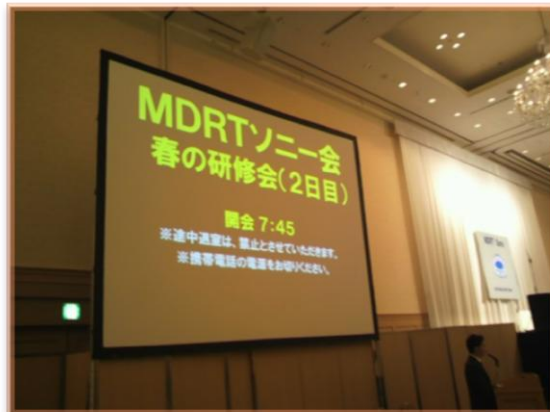 MDRTソニー会
春の研修会(2日目)
開会 7:45
※途中退室は、禁止とさせていただきます。
※携帯電話の電源をお切りください。
MDRT